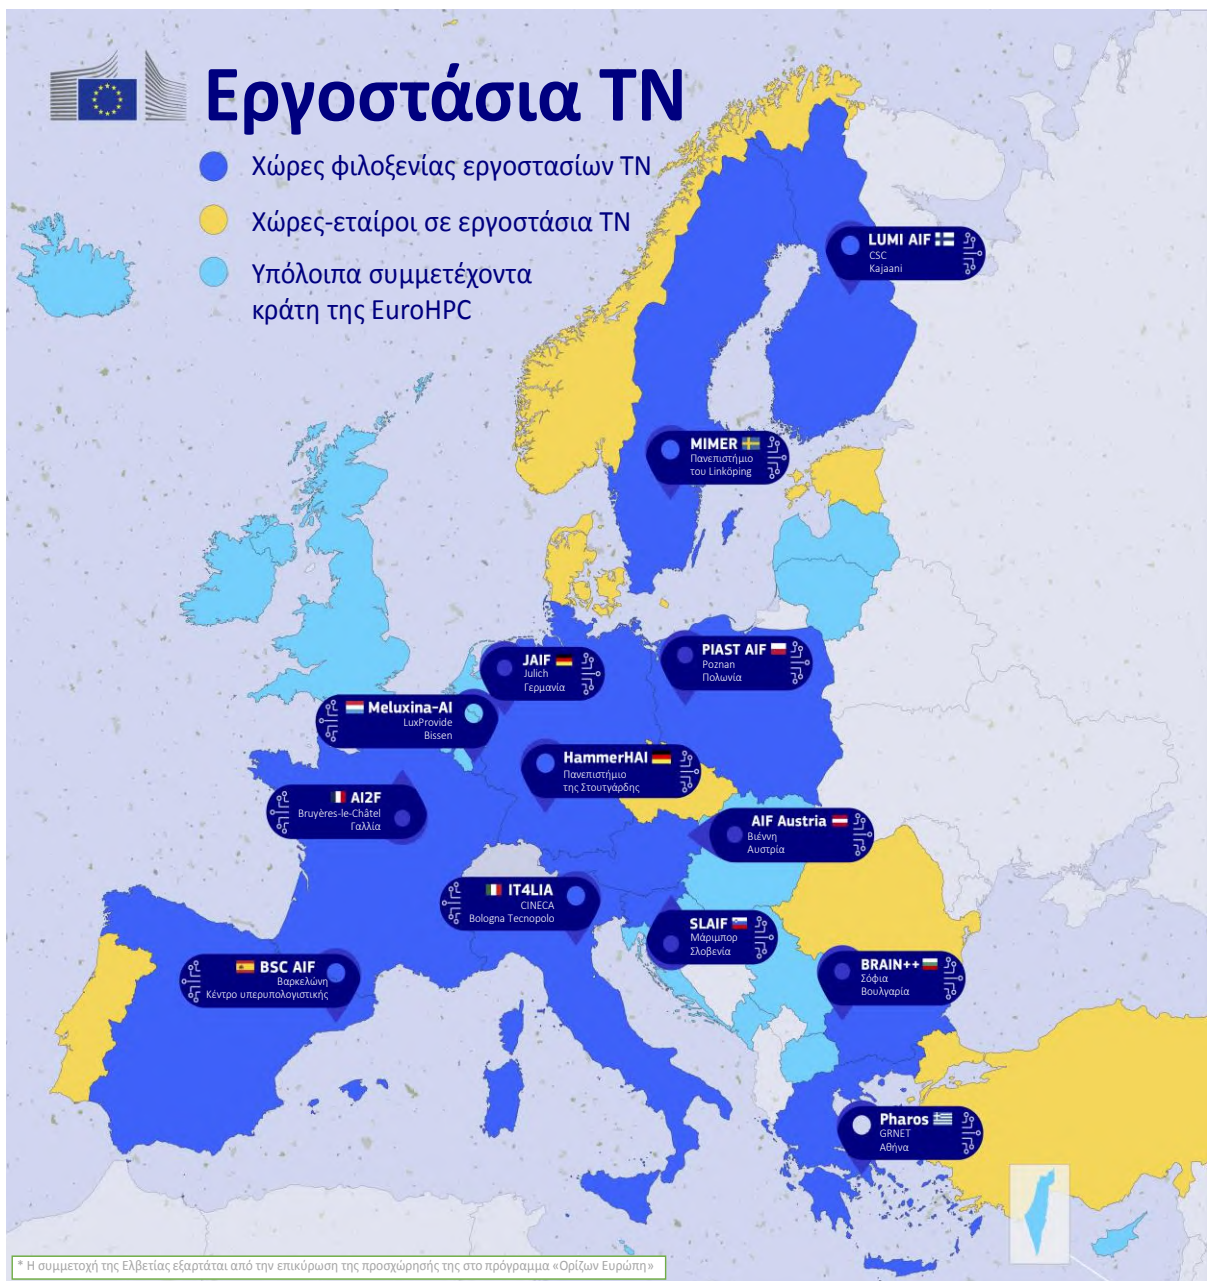 Εργοστάσια ΤΝ
Χώρες φιλοξενίας εργοστασίων ΤΝ
Χώρες-εταίροι σε εργοστάσια ΤΝ
Υπόλοιπα συμμετέχοντα
κράτη της EuroHPC
LUMI AIF
CSC
Kajaani
MIMER
Πανεπιστήμιο
του Linköping
JAIF
Julich
Γερμανία
PIAST AIF
Poznan
Πολωνία
Meluxina-AI
LuxProvide
Bissen
HammerHAI
Πανεπιστήμιο
της Στουτγάρδης
AI2F
Bruyères-le-Châtel
Γαλλία
AIF Austria
Βιέννη
Αυστρία
IT4LIA
CINECA
Bologna Tecnopolo
SLAIF
Μάριμπορ
Σλοβενία
BSC AIF
Βαρκελώνη
Κέντρο υπερυπολογιστικής
BRAIN++
Σόφια
Βουλγαρία
Pharos
GRNET
Αθήνα
* Η συμμετοχή της Ελβετίας εξαρτάται από την επικύρωση της προσχώρησής της στο πρόγραμμα «Ορίζων Ευρώπη»